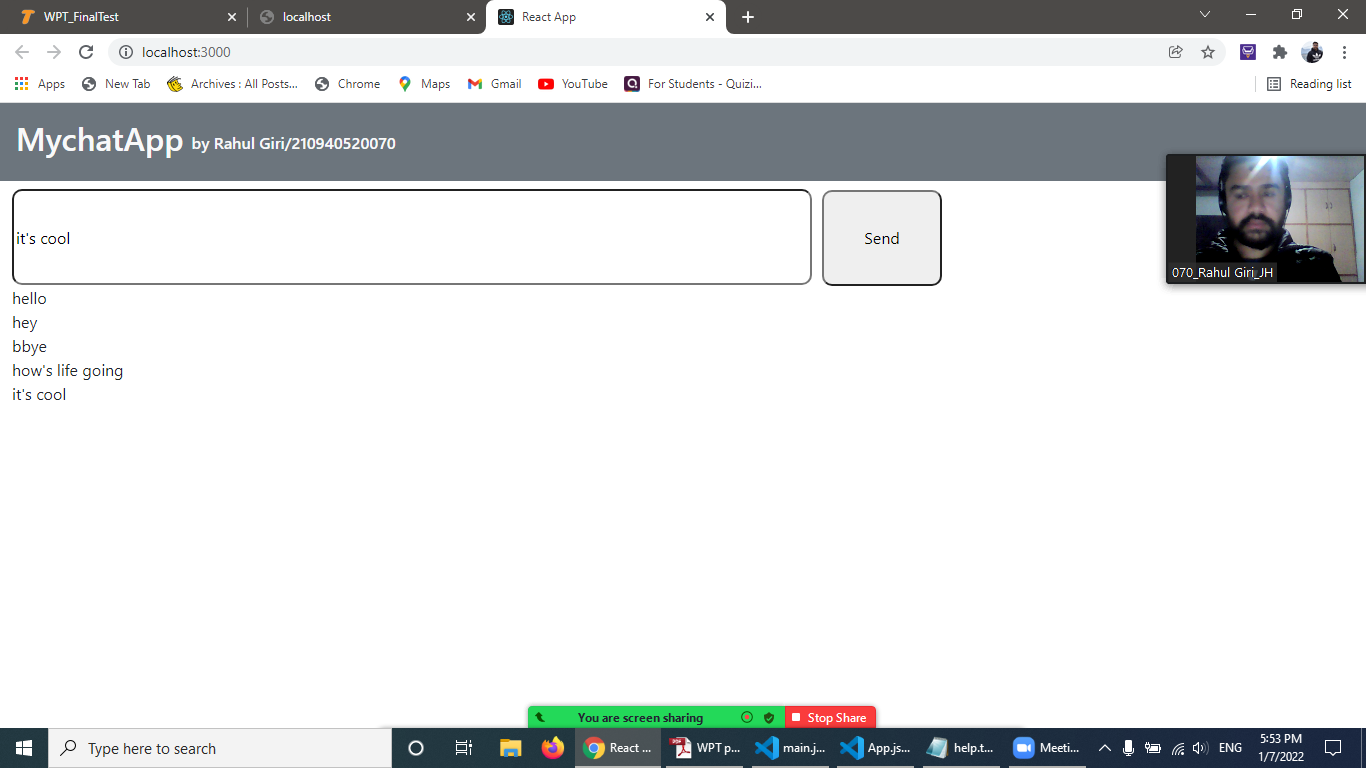 WPT_FinalTest
localhost
React App
localhost:3000
Apps
New Tab
Archives : All Posts...
Chrome
Maps
Gmail
YouTube
For Students - Quizi...
Reading list
MychatApp by Rahul Giri/210940520070
it's cool
Send
070_Rahul Giri_JH
hello
hey
bbye
how's life going
it's cool
You are screen sharing
Stop Share
Type here to search
React ...
WPT p...
main.j...
App.js...
help.t...
Meeti...
ENG
5:53 PM
1/7/2022